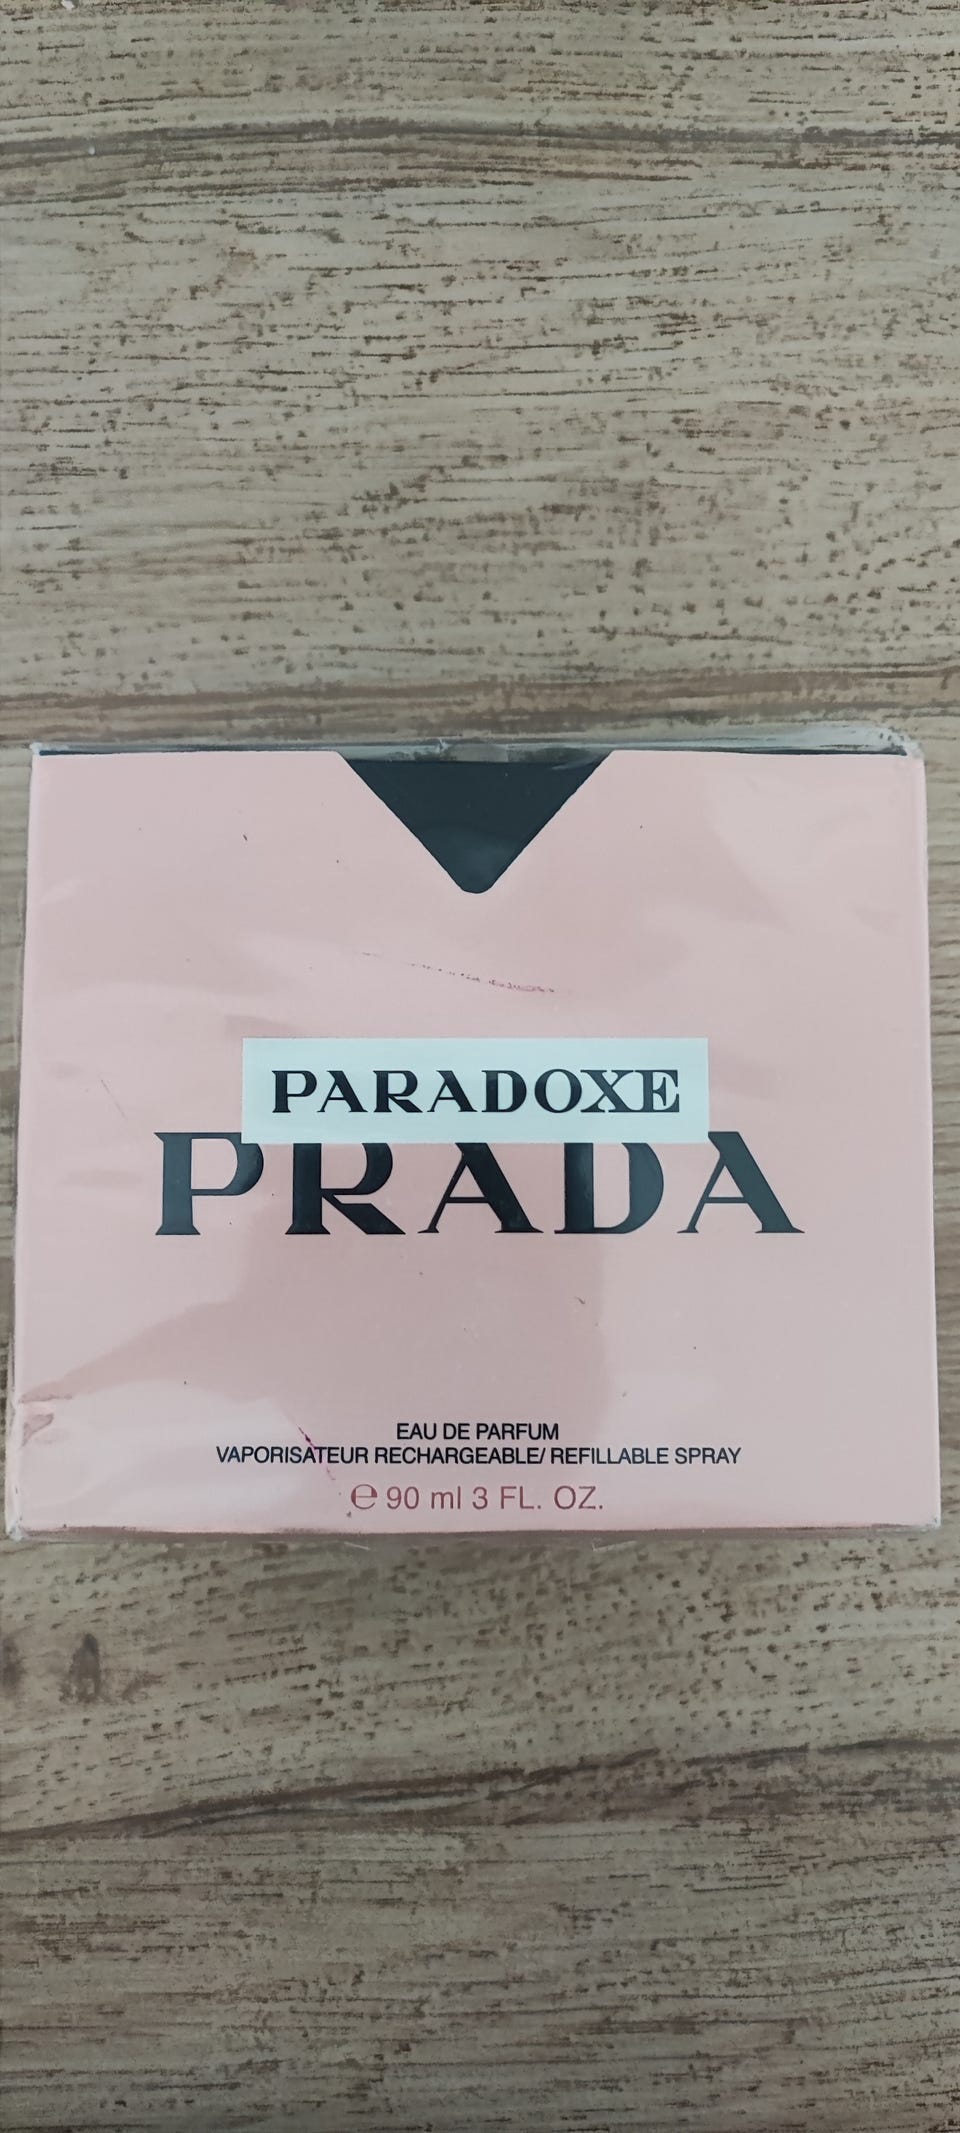 PARADOXE
PRADA
EAU DE PARFUM
VAPORISATEUR RECHARGEABLE/ REFILLABLE SPRAY
℮ 90 ml 3 FL. OZ.